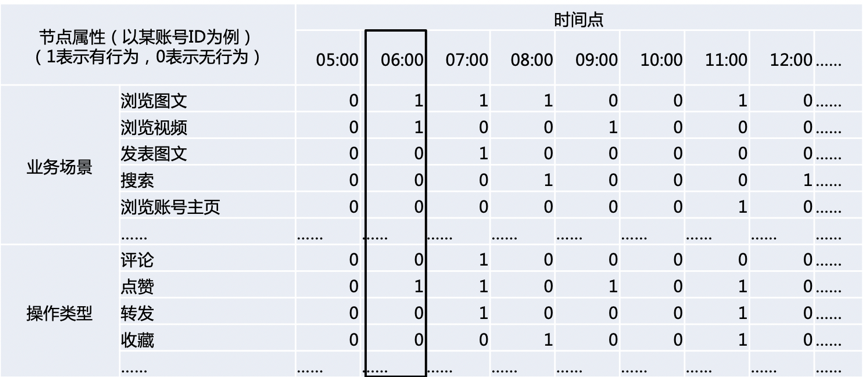 节点属性（以某账号ID为例）
（1表示有行为，0表示无行为）
时间点
05:00 06:00 07:00 08:00 09:00 10:00 11:00 12:00......
业务场景
浏览图文 0 1 1 1 0 0 1 0......
浏览视频 0 1 0 0 1 0 0 0......
发表图文 0 0 1 0 0 0 0 0......
搜索 0 0 0 1 0 0 0 1......
浏览账号主页 0 0 0 0 0 0 1 0......
...... ...... ...... ...... ...... ...... ...... ...... ......
操作类型
评论 0 0 1 0 0 0 0 0......
点赞 0 1 1 0 1 0 1 0......
转发 0 0 1 0 0 0 1 0......
收藏 0 0 0 1 0 0 1 0......
...... ...... ...... ...... ...... ...... ...... ...... ......